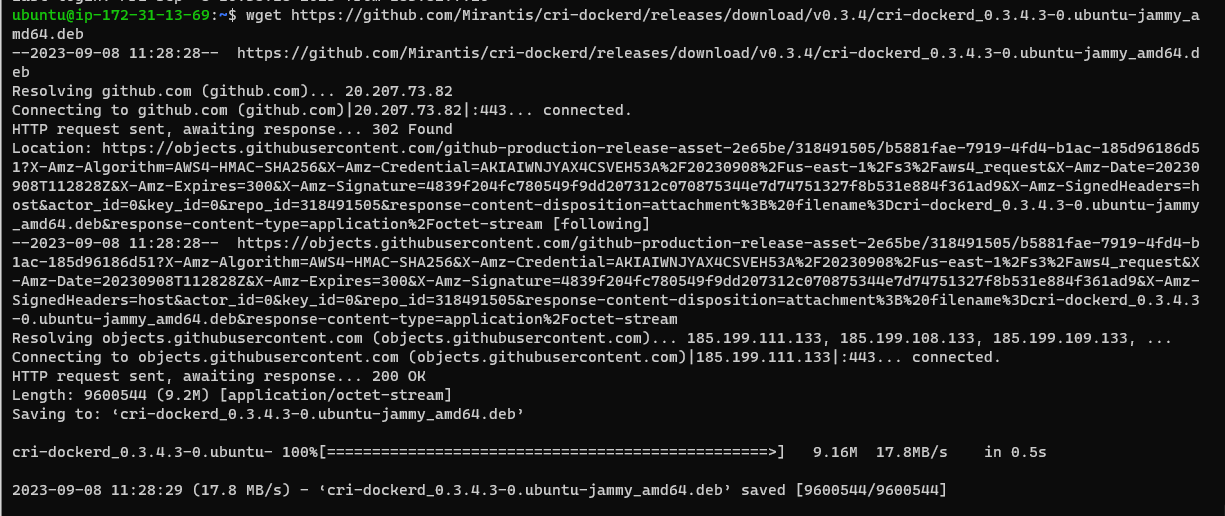 ubuntu@ip-172-31-13-69:~$ wget https://github.com/Mirantis/cri-dockerd/releases/download/v0.3.4/cri-dockerd_0.3.4.3-0.ubuntu-jammy_a
md64.deb
--2023-09-08 11:28:28--  https://github.com/Mirantis/cri-dockerd/releases/download/v0.3.4/cri-dockerd_0.3.4.3-0.ubuntu-jammy_amd64.d
eb
Resolving github.com (github.com)... 20.207.73.82
Connecting to github.com (github.com)|20.207.73.82|:443... connected.
HTTP request sent, awaiting response... 302 Found
Location: https://objects.githubusercontent.com/github-production-release-asset-2e65be/318491505/b5881fae-7919-4fd4-b1ac-185d96186d5
1?X-Amz-Algorithm=AWS4-HMAC-SHA256&X-Amz-Credential=AKIAIWNJYAX4CSVEH53A%2F20230908%2Fus-east-1%2Fs3%2Faws4_request&X-Amz-Date=20230
908T112828Z&X-Amz-Expires=300&X-Amz-Signature=4839f204fc780549f9dd207312c070875344e7d74751327f8b531e884f361ad9&X-Amz-SignedHeaders=h
ost&actor_id=0&key_id=0&repo_id=318491505&response-content-disposition=attachment%3B%20filename%3Dcri-dockerd_0.3.4.3-0.ubuntu-jammy
_amd64.deb&response-content-type=application%2Foctet-stream [following]
--2023-09-08 11:28:28--  https://objects.githubusercontent.com/github-production-release-asset-2e65be/318491505/b5881fae-7919-4fd4-b
1ac-185d96186d51?X-Amz-Algorithm=AWS4-HMAC-SHA256&X-Amz-Credential=AKIAIWNJYAX4CSVEH53A%2F20230908%2Fus-east-1%2Fs3%2Faws4_request&X
-Amz-Date=20230908T112828Z&X-Amz-Expires=300&X-Amz-Signature=4839f204fc780549f9dd207312c070875344e7d74751327f8b531e884f361ad9&X-Amz-
SignedHeaders=host&actor_id=0&key_id=0&repo_id=318491505&response-content-disposition=attachment%3B%20filename%3Dcri-dockerd_0.3.4.3
-0.ubuntu-jammy_amd64.deb&response-content-type=application%2Foctet-stream
Resolving objects.githubusercontent.com (objects.githubusercontent.com)... 185.199.111.133, 185.199.108.133, 185.199.109.133, ...
Connecting to objects.githubusercontent.com (objects.githubusercontent.com)|185.199.111.133|:443... connected.
HTTP request sent, awaiting response... 200 OK
Length: 9600544 (9.2M) [application/octet-stream]
Saving to: ‘cri-dockerd_0.3.4.3-0.ubuntu-jammy_amd64.deb’
cri-dockerd_0.3.4.3-0.ubuntu- 100%[=================================================>]   9.16M  17.8MB/s    in 0.5s
2023-09-08 11:28:29 (17.8 MB/s) - ‘cri-dockerd_0.3.4.3-0.ubuntu-jammy_amd64.deb’ saved [9600544/9600544]